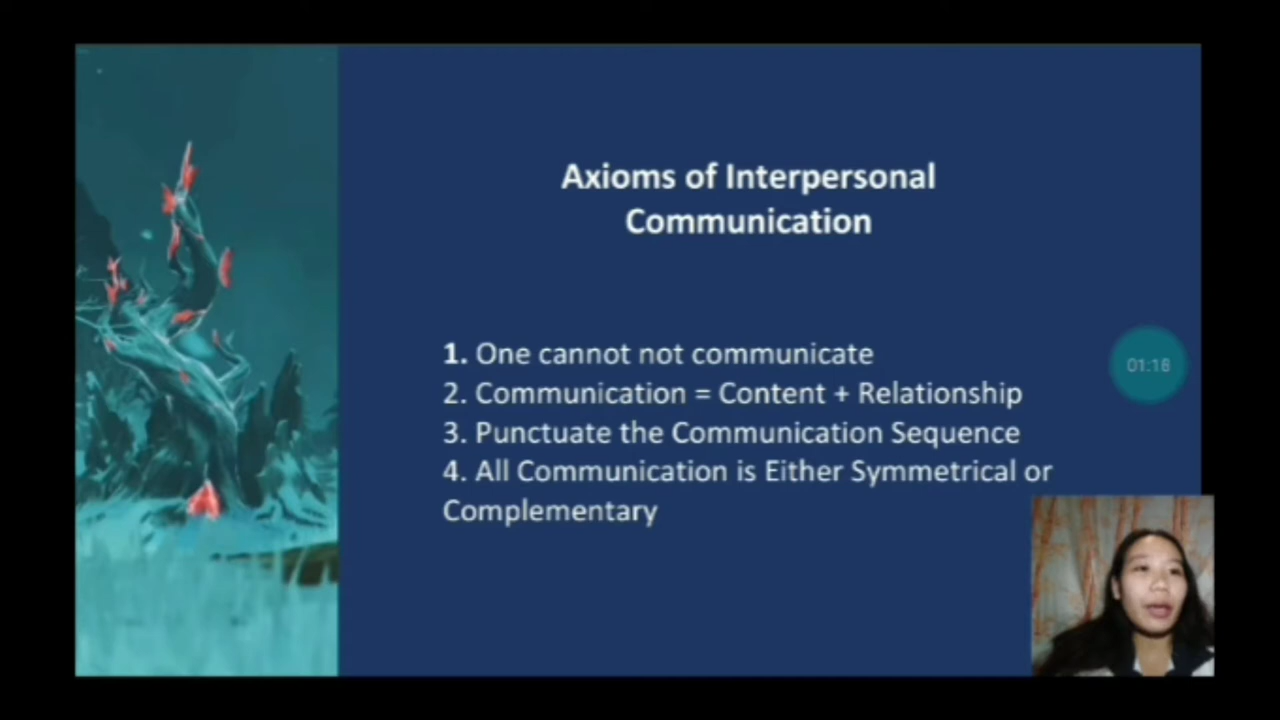 Axioms of Interpersonal
Communication
1. One cannot not communicate
2. Communication = Content + Relationship
3. Punctuate the Communication Sequence
4. All Communication is Either Symmetrical or
Complementary
01:18